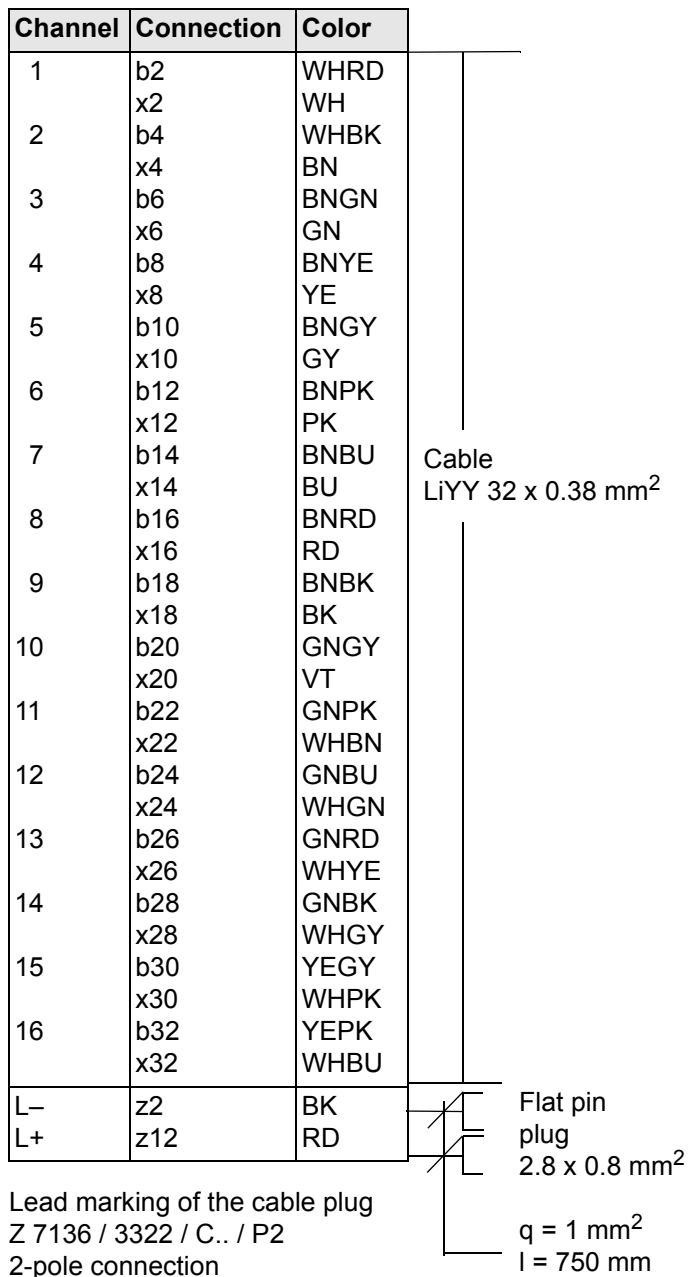 Channel Connection Color
1 b2 WHRD
x2 WH
2 b4 WHBK
x4 BN
3 b6 BNGN
x6 GN
4 b8 BNYE
x8 YE
5 b10 BNGY
x10 GY
6 b12 BNPK
x12 PK
7 b14 BNBU
x14 BU
8 b16 BNRD
x16 RD
9 b18 BNBK
x18 BK
10 b20 GNGY
x20 VT
11 b22 GNPK
x22 WHBN
12 b24 GNBU
x24 WHGN
13 b26 GNRD
x26 WHYE
14 b28 GNBK
x28 WHGY
15 b30 YEGY
x30 WHPK
16 b32 YEPK
x32 WHBU
Cable
LiYY 32 x 0.38 mm²
L– z2 BK
L+ z12 RD
Flat pin
plug
2.8 x 0.8 mm²
q = 1 mm²
l = 750 mm
Lead marking of the cable plug
Z 7136 / 3322 / C.. / P2
2-pole connection